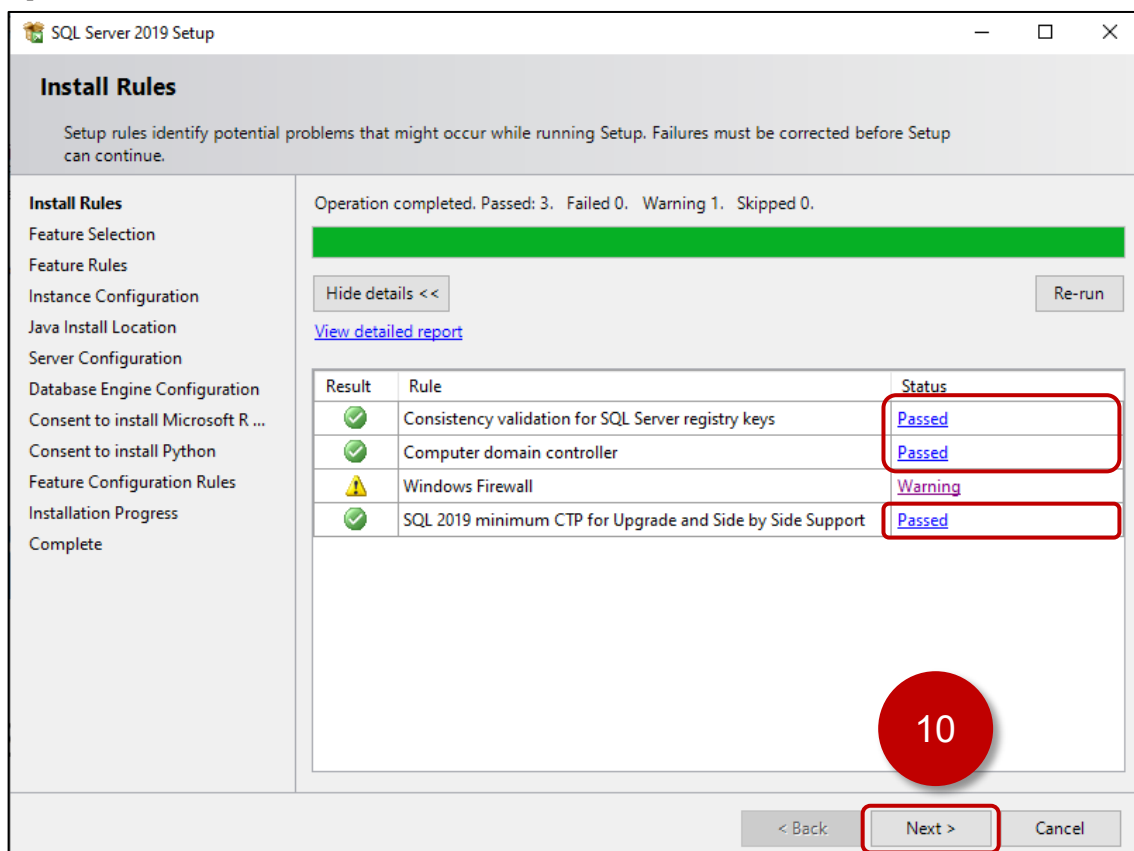 SQL Server 2019 Setup
Install Rules
Setup rules identify potential problems that might occur while running Setup. Failures must be corrected before Setup
can continue.
Install Rules
Feature Selection
Feature Rules
Instance Configuration
Java Install Location
Server Configuration
Database Engine Configuration
Consent to install Microsoft R ...
Consent to install Python
Feature Configuration Rules
Installation Progress
Complete
Operation completed. Passed: 3. Failed 0. Warning 1. Skipped 0.
Hide details << Re-run
View detailed report
Result Rule Status
Consistency validation for SQL Server registry keys Passed
Computer domain controller Passed
Windows Firewall Warning
SQL 2019 minimum CTP for Upgrade and Side by Side Support Passed
10
< Back Next > Cancel